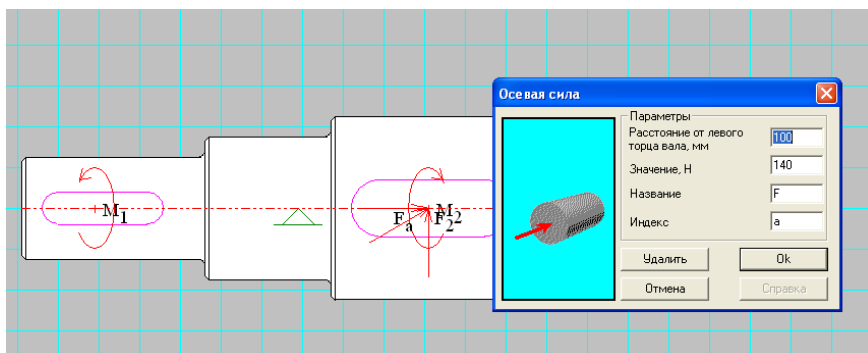 Осевая сила
Параметры
Расстояние от левого
торца вала, мм
100
Значение, Н
140
Название
F
Индекс
a
Удалить
Ok
Отмена
Справка
M1
Fa
F2
M2